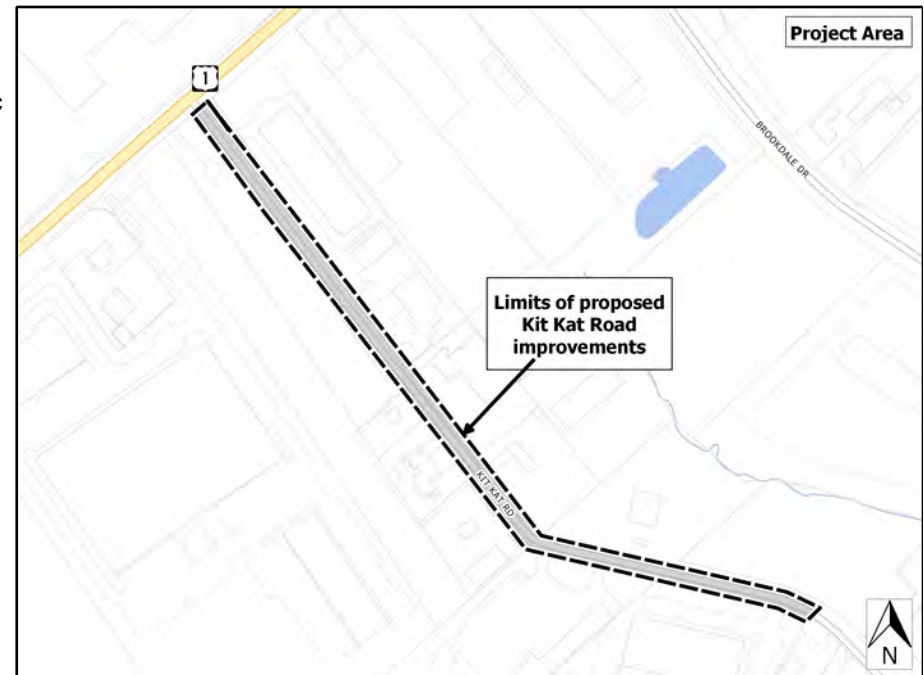 Project Area
1
c
BROOKDALE DR
Limits of proposed
Kit Kat Road
improvements
KIT KAT RD
N